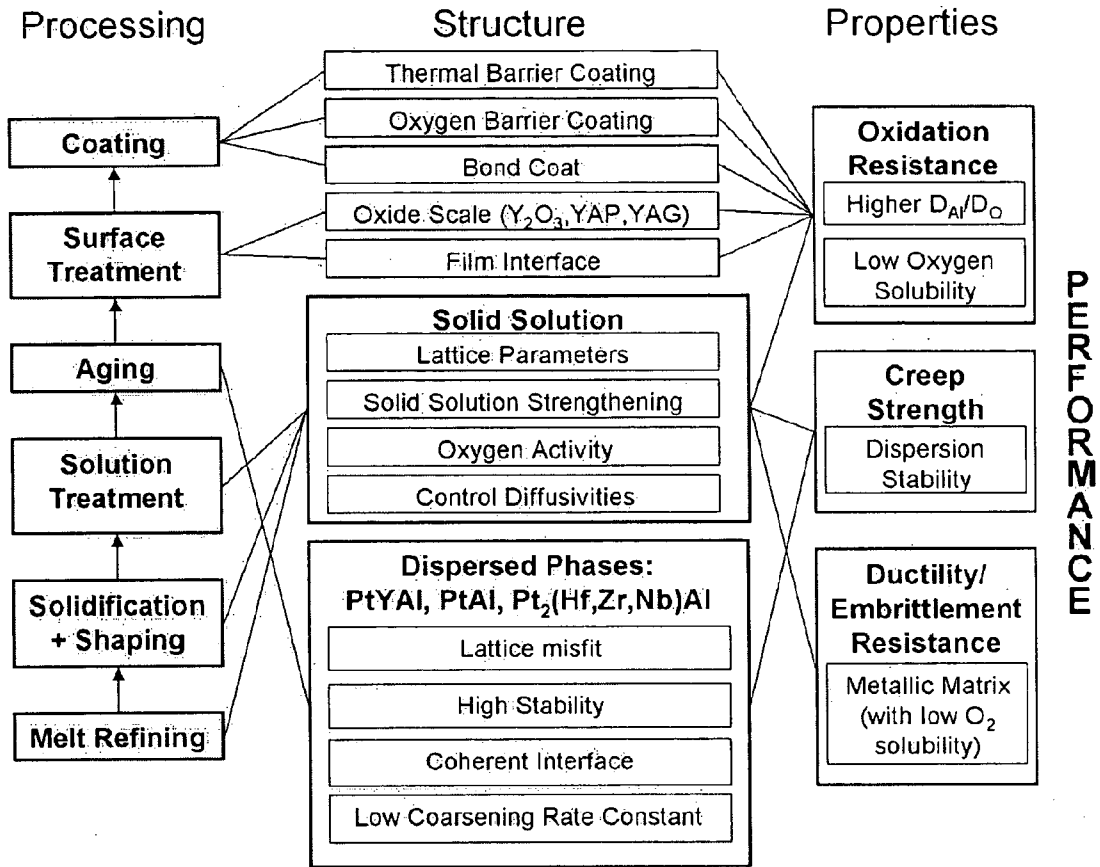 Processing
Structure
Properties
Coating
Surface
Treatment
Aging
Solution
Treatment
Solidification
+ Shaping
Melt Refining
Thermal Barrier Coating
Oxygen Barrier Coating
Bond Coat
Oxide Scale (Y₂O₃,YAP,YAG)
Film Interface
Solid Solution
Lattice Parameters
Solid Solution Strengthening
Oxygen Activity
Control Diffusivities
Dispersed Phases:
PtYAl, PtAl, Pt₂(Hf,Zr,Nb)Al
Lattice misfit
High Stability
Coherent Interface
Low Coarsening Rate Constant
Oxidation
Resistance
Higher D_Al/D_O
Low Oxygen
Solubility
Creep
Strength
Dispersion
Stability
Ductility/
Embrittlement
Resistance
Metallic Matrix
(with low O₂
solubility)
PERFORMANCE